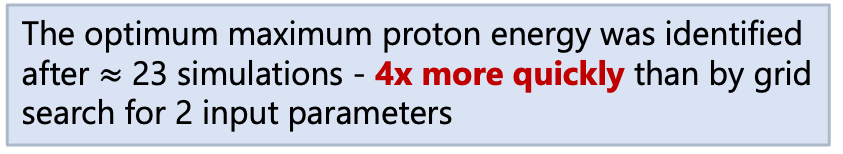 The optimum maximum proton energy was identified
after ≈ 23 simulations - 4x more quickly than by grid
search for 2 input parameters